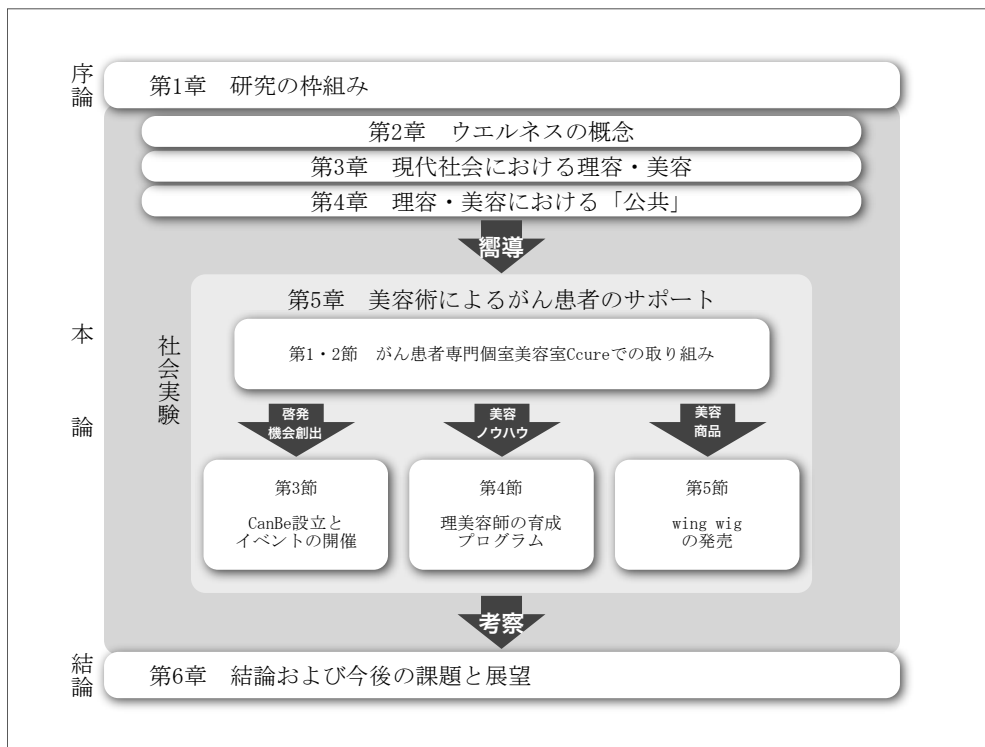 序論
第1章　研究の枠組み
第2章　ウエルネスの概念
第3章　現代社会における理容・美容
第4章　理容・美容における「公共」
嚮導
本論
社会実験
第5章　美容術によるがん患者のサポート
第1・2節　がん患者専門個室美容室Ccureでの取り組み
啓発
機会創出
美容
ノウハウ
美容
商品
第3節
CanBe設立と
イベントの開催
第4節
理美容師の育成
プログラム
第5節
wing wig
の発売
考察
結論
第6章　結論および今後の課題と展望